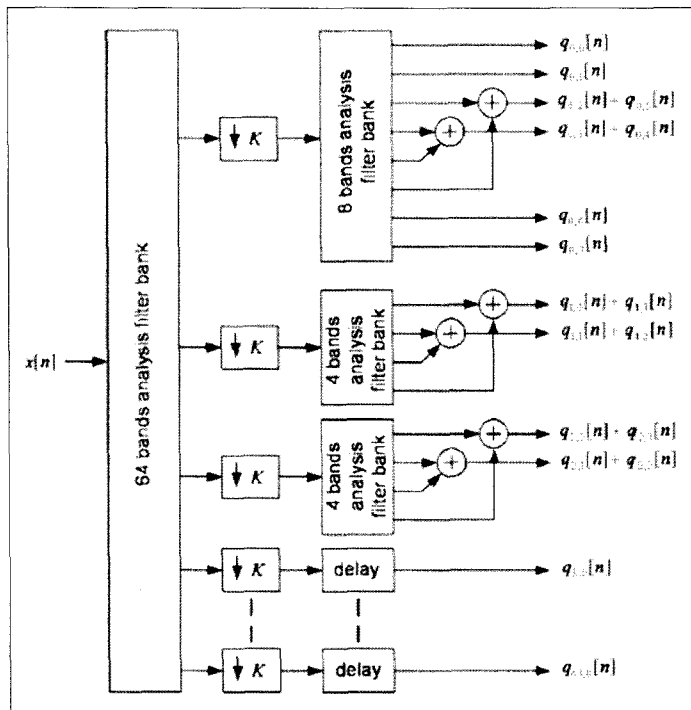 x[n]
64 bands analysis filter bank
↓ K
8 bands analysis
filter bank
q[n]
q[n]
q[n] + q[n]
q[n] + q[n]
q[n]
q[n]
↓ K
4 bands
analysis
filter bank
q[n] + q[n]
q[n] + q[n]
↓ K
4 bands
analysis
filter bank
q[n] + q[n]
q[n] + q[n]
↓ K
delay
q[n]
↓ K
delay
q[n]